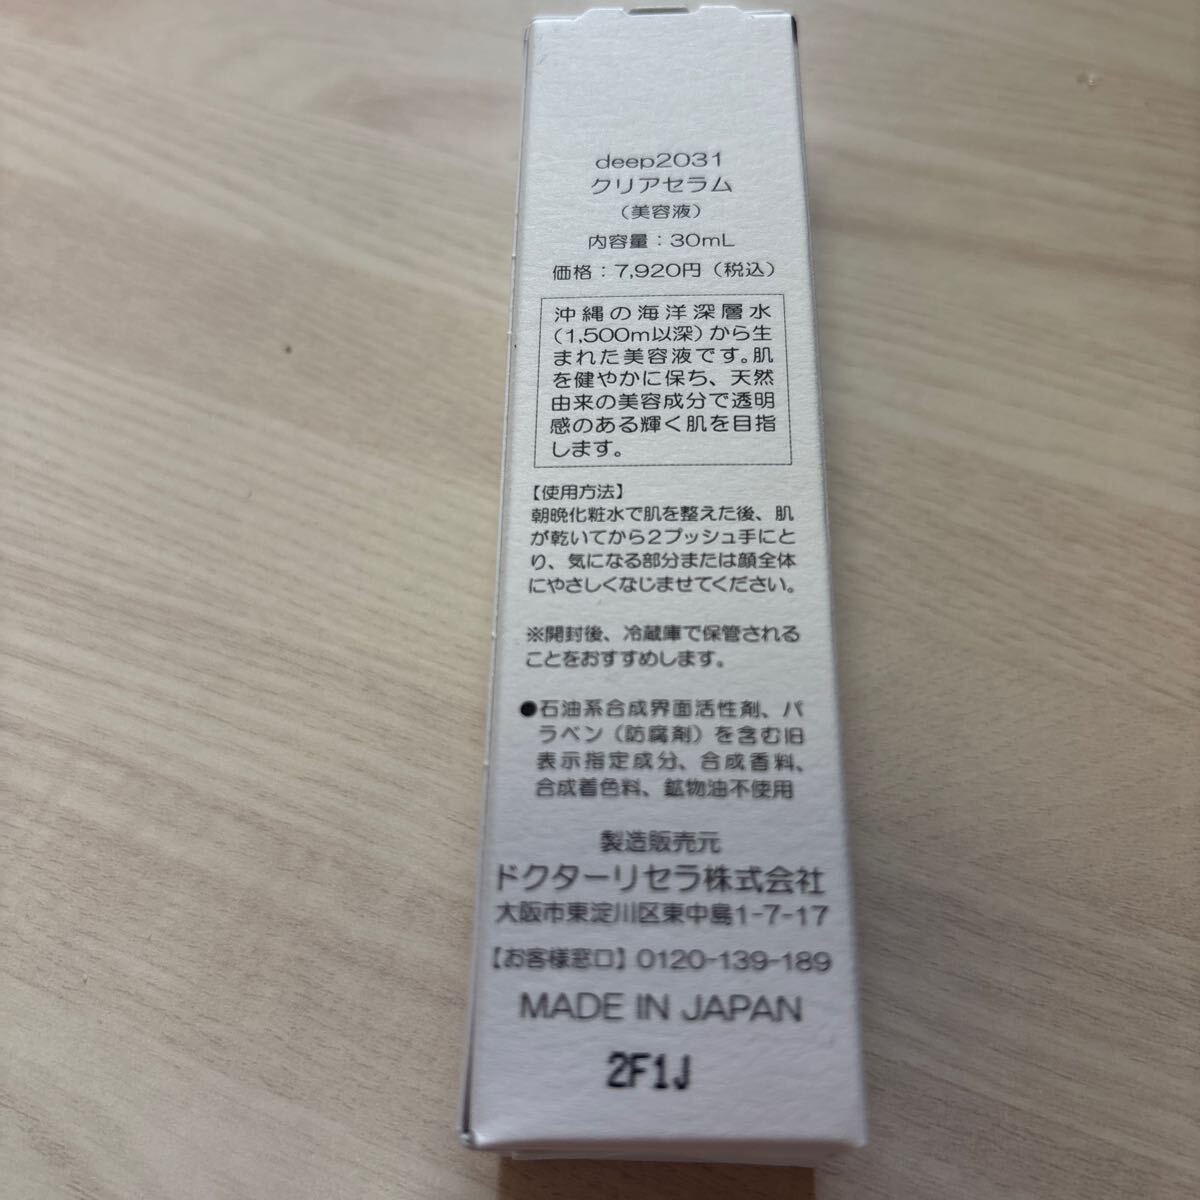 deep2031
クリアセラム
（美容液）
内容量：30mL
価格：7,920円（税込）
沖縄の海洋深層水
（1,500m以深）から生
まれた美容液です。肌
を健やかに保ち、天然
由来の美容成分で透明
感のある輝く肌を目指
します。
【使用方法】
朝晩化粧水で肌を整えた後、肌
が乾いてから2プッシュ手にと
り、気になる部分または顔全体
にやさしくなじませてください。
※開封後、冷蔵庫で保管される
ことをおすすめします。
●石油系合成界面活性剤、パ
ラベン（防腐剤）を含む旧
表示指定成分、合成香料、
合成着色料、鉱物油不使用
製造販売元
ドクターリセラ株式会社
大阪市東淀川区東中島1-7-17
【お客様窓口】0120-139-189
MADE IN JAPAN
2F1J